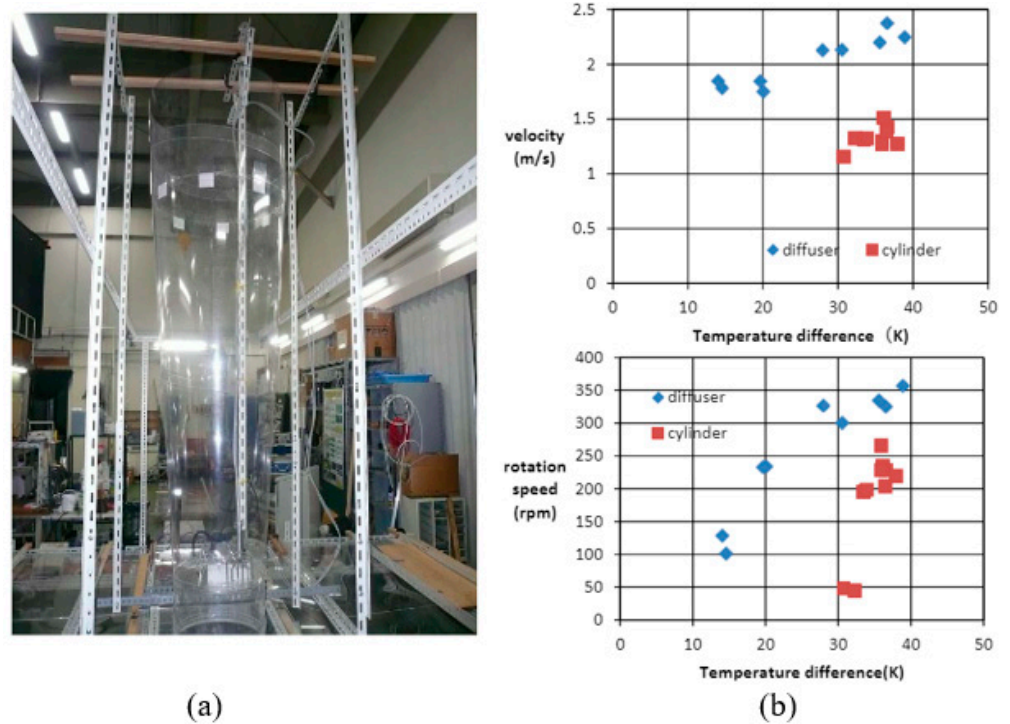 2.5
2
1.5
1
0.5
0
velocity
(m/s)
diffuser cylinder
0 10 20 30 40 50
Temperature difference （K)
400
350
300
250
200
150
100
50
0
diffuser
cylinder
rotation
speed
(rpm)
0 10 20 30 40 50
Temperature difference(K)
(a) (b)